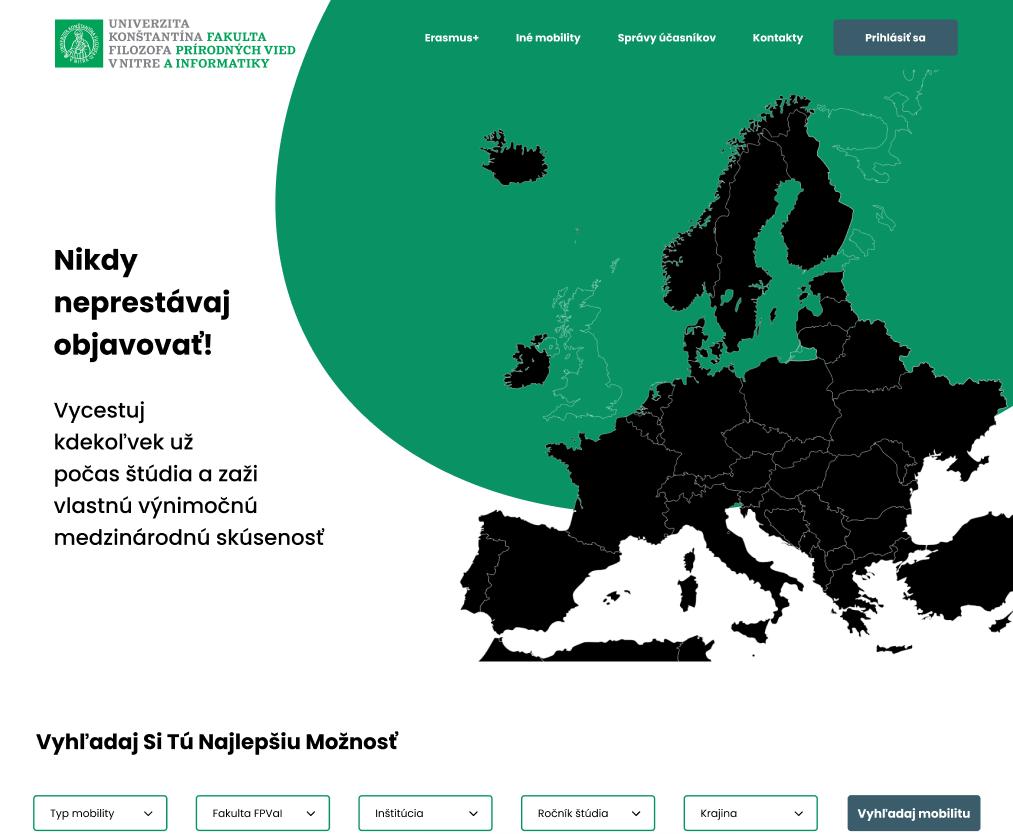 UNIVERZITA
KONŠTANTÍNA FAKULTA
FILOZOFA PRÍRODNÝCH VIED
V NITRE A INFORMATIKY
Erasmus+
Iné mobility
Správy účasníkov
Kontakty
Prihlásiť sa
Nikdy
neprestávaj
objavovať!
Vycestuj
kdekoľvek už
počas štúdia a zaži
vlastnú výnimočnú
medzinárodnú skúsenosť
Vyhľadaj Si Tú Najlepšiu Možnosť
Typ mobility
Fakulta FPVaI
Inštitúcia
Ročník štúdia
Krajina
Vyhľadaj mobilitu